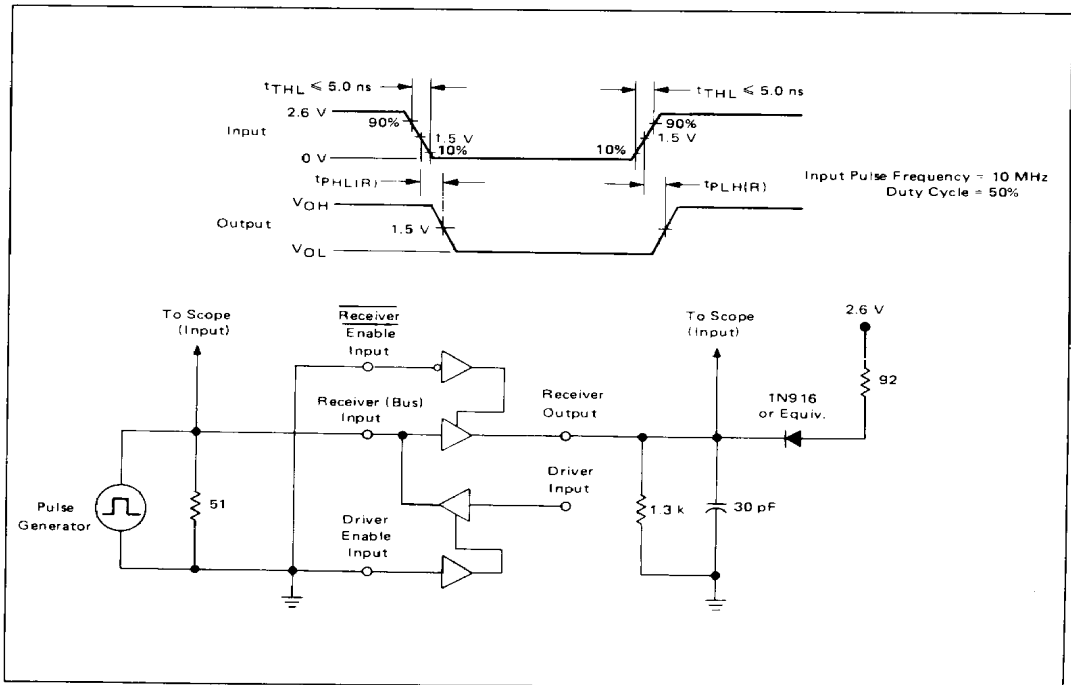 tTHL ≤ 5.0 ns
tTHL ≤ 5.0 ns
2.6 V
90%
90%
Input
1.5 V
1.5 V
10%
10%
0 V
tPHL(R)
tPLH(R)
Input Pulse Frequency = 10 MHz
Duty Cycle = 50%
VOH
Output
1.5 V
VOL
To Scope
(Input)
Receiver
Enable
Input
To Scope
(Input)
2.6 V
92
Receiver (Bus)
Input
Receiver
Output
1N916
or Equiv.
51
Driver
Input
Pulse
Generator
Driver
Enable
Input
1.3 k
30 pF